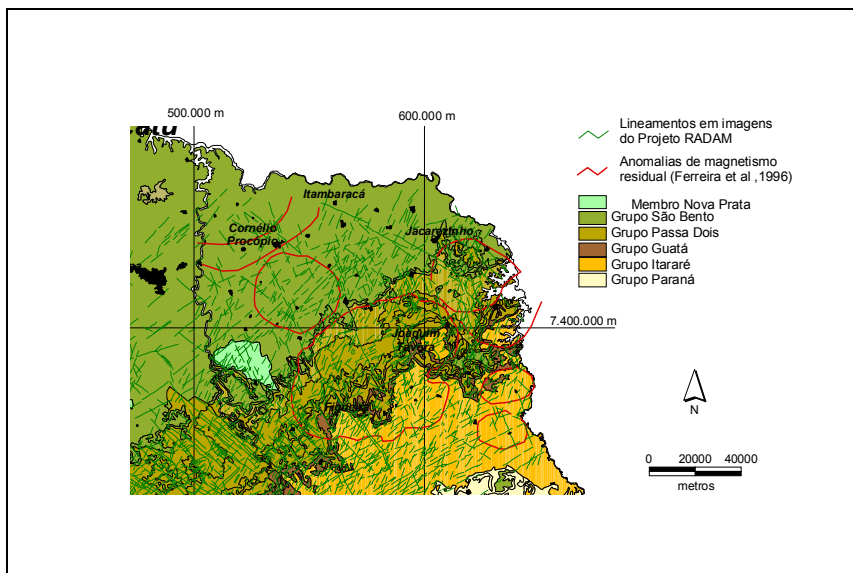 500.000 m
600.000 m
Lineamentos em imagens
do Projeto RADAM
Anomalias de magnetismo
residual (Ferreira et al ,1996)
Membro Nova Prata
Grupo São Bento
Grupo Passa Dois
Grupo Guatá
Grupo Itararé
Grupo Paraná
Itambaracá
Cornélio
Procópio
Jacarezinho
7.400.000 m
Joaquim
Távora
N
0 20000 40000
metros